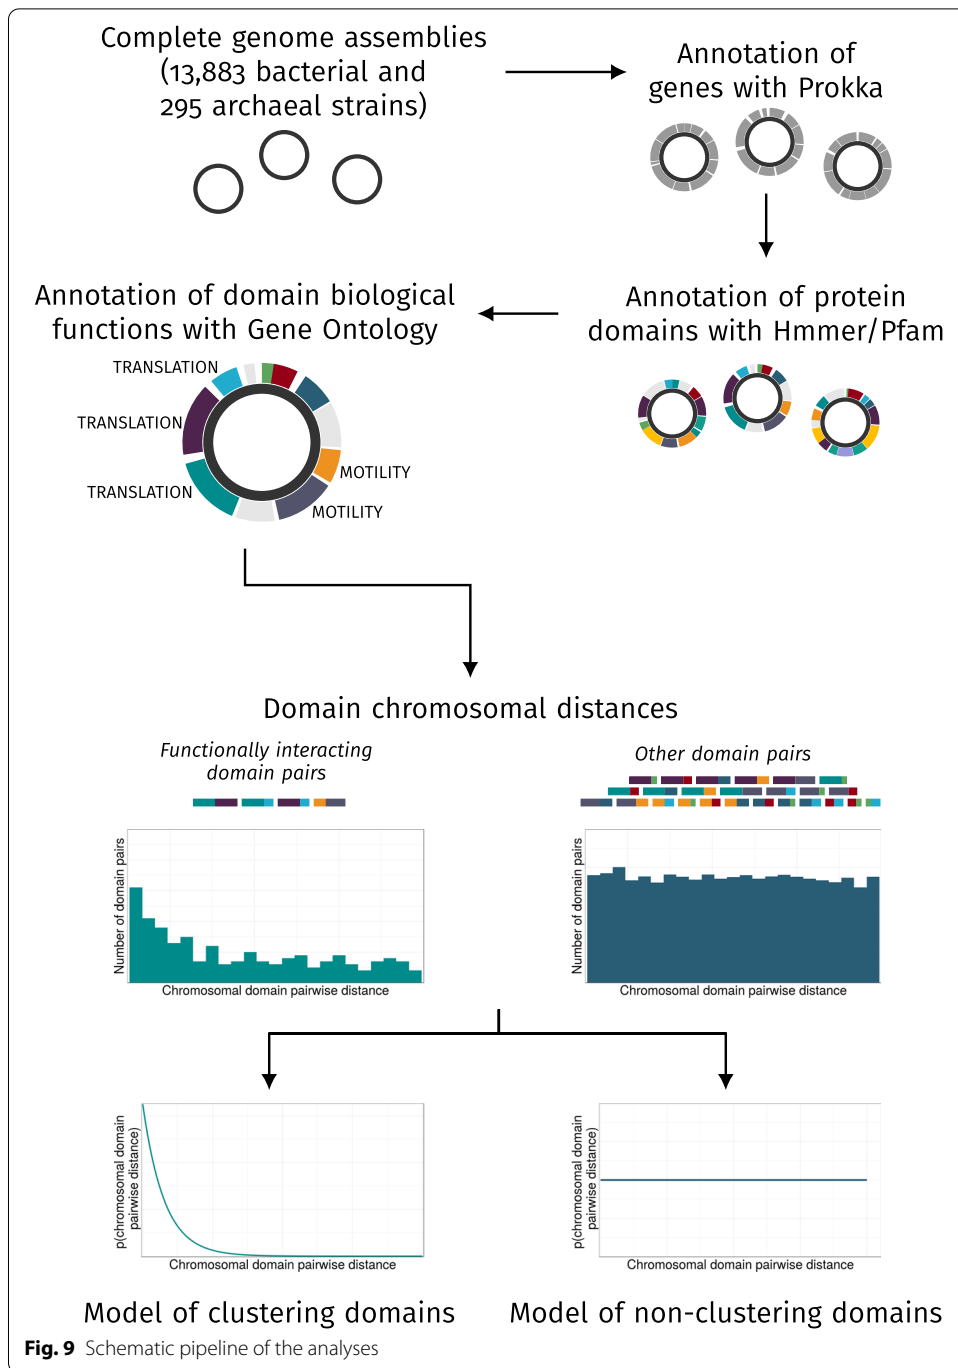 Complete genome assemblies
(13,883 bacterial and
295 archaeal strains)
Annotation of
genes with Prokka
Annotation of domain biological
functions with Gene Ontology
Annotation of protein
domains with Hmmer/Pfam
TRANSLATION
TRANSLATION
TRANSLATION
MOTILITY
MOTILITY
Domain chromosomal distances
Functionally interacting
domain pairs
Other domain pairs
Number of domain pairs
Chromosomal domain pairwise distance
Number of domain pairs
Chromosomal domain pairwise distance
p(chromosomal domain
pairwise distance)
Chromosomal domain pairwise distance
p(chromosomal domain
pairwise distance)
Chromosomal domain pairwise distance
Model of clustering domains
Model of non-clustering domains
Fig. 9 Schematic pipeline of the analyses